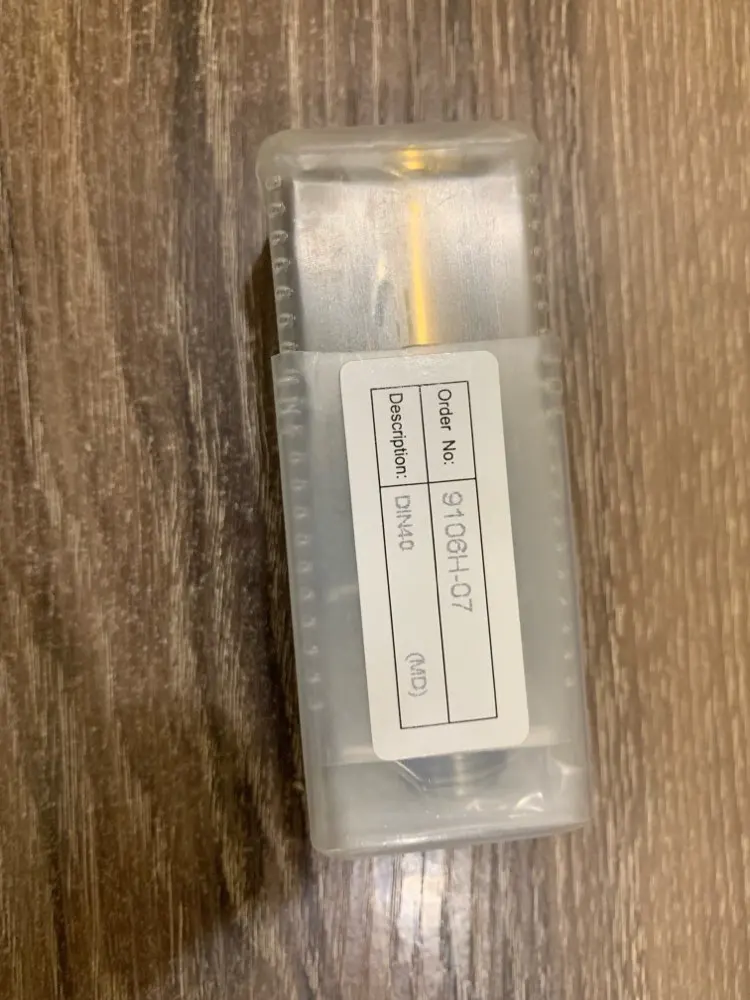 Order No: 9106H-07
Description: DIN40 (MD)